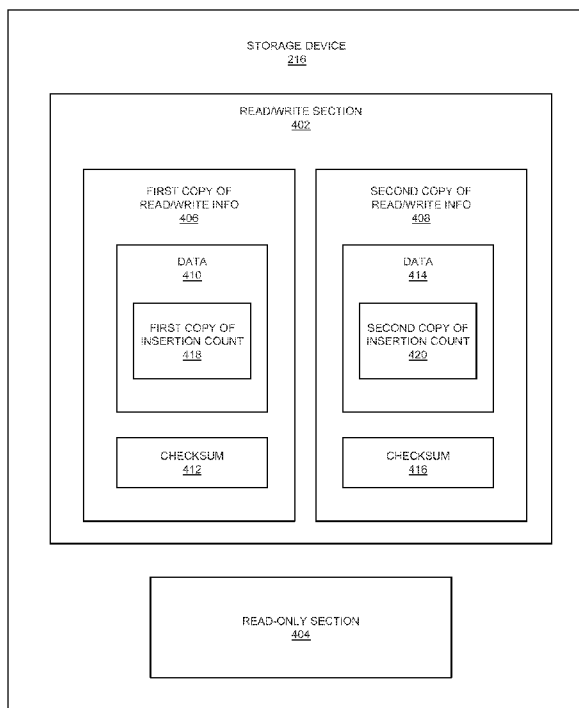 STORAGE DEVICE
216
READ/WRITE SECTION
402
FIRST COPY OF
READ/WRITE INFO
406
DATA
410
FIRST COPY OF
INSERTION COUNT
418
CHECKSUM
412
SECOND COPY OF
READ/WRITE INFO
408
DATA
414
SECOND COPY OF
INSERTION COUNT
420
CHECKSUM
416
READ-ONLY SECTION
404